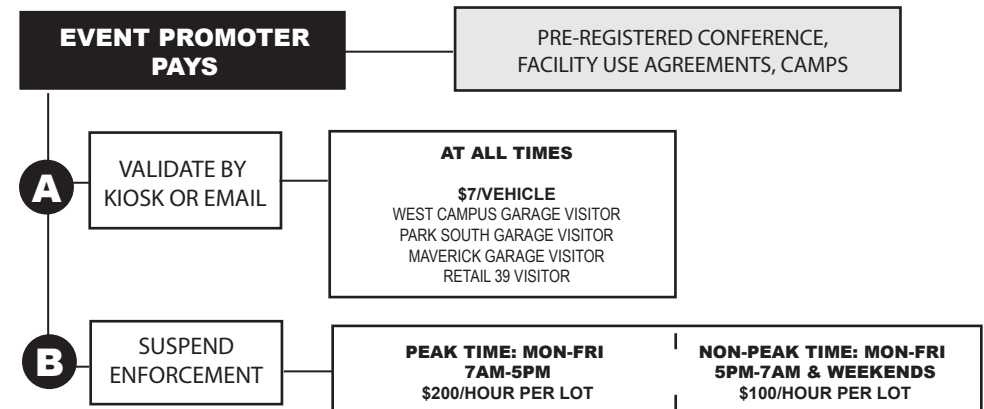 EVENT PROMOTER
PAYS
PRE-REGISTERED CONFERENCE,
FACILITY USE AGREEMENTS, CAMPS
A
VALIDATE BY
KIOSK OR EMAIL
AT ALL TIMES
$7/VEHICLE
WEST CAMPUS GARAGE VISITOR
PARK SOUTH GARAGE VISITOR
MAVERICK GARAGE VISITOR
RETAIL 39 VISITOR
B
SUSPEND
ENFORCEMENT
PEAK TIME: MON-FRI
7AM-5PM
$200/HOUR PER LOT
NON-PEAK TIME: MON-FRI
5PM-7AM & WEEKENDS
$100/HOUR PER LOT